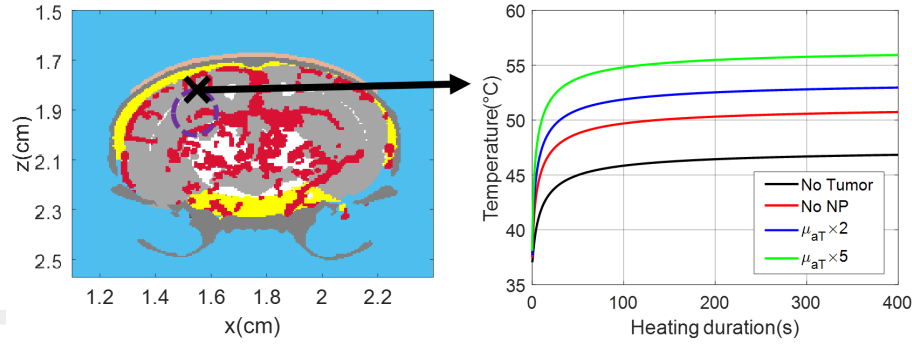 1.5
1.7
1.9
2.1
2.3
2.5
z(cm)
1.2 1.4 1.6 1.8 2 2.2
x(cm)
60
55
50
45
40
35
Temperature(°C)
No Tumor
No NP
μaT×2
μaT×5
0 100 200 300 400
Heating duration(s)